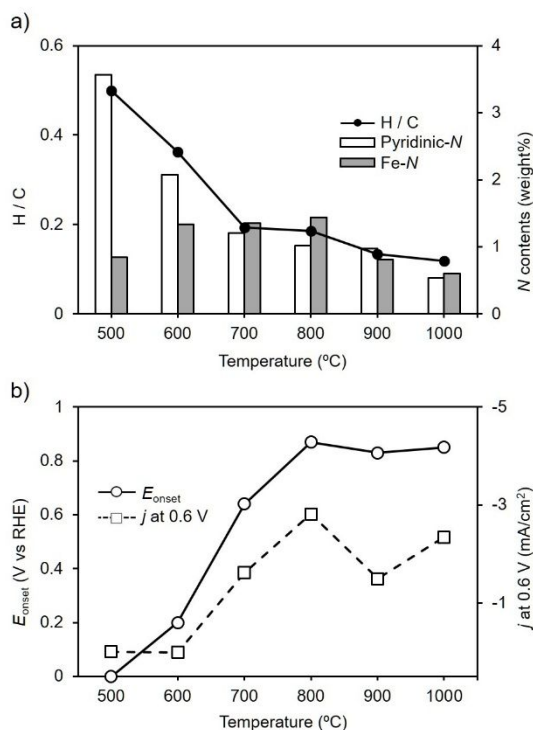 a)
0.6
0.4
0.2
0
H / C
4
3
2
1
0
N contents (weight%)
H / C
Pyridinic-N
Fe-N
500 600 700 800 900 1000
Temperature (ºC)
b)
1
0.8
0.6
0.4
0.2
0
Eonset (V vs RHE)
-5
-3
-1
j at 0.6 V (mA/cm²)
Eonset
j at 0.6 V
500 600 700 800 900 1000
Temperature (ºC)